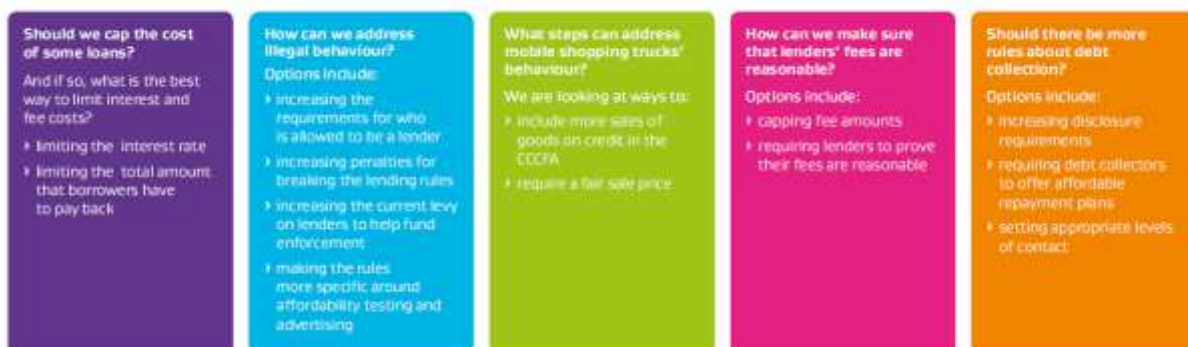 Should we cap the cost
of some loans?
And if so, what is the best
way to limit interest and
fee costs?
› limiting the interest rate
› limiting the total amount
that borrowers have
to pay back
How can we address
illegal behaviour?
Options include:
› increasing the
requirements for who
is allowed to be a lender
› increasing penalties for
breaking the lending rules
› increasing the current levy
on lenders to help fund
enforcement
› making the rules
more specific around
affordability testing and
advertising
What steps can address
mobile shopping trucks'
behaviour?
We are looking at ways to:
› include more sales of
goods on credit in the
CCCFA
› require a fair sale price
How can we make sure
that lenders' fees are
reasonable?
Options include:
› capping fee amounts
› requiring lenders to prove
their fees are reasonable
Should there be more
rules about debt
collection?
Options include:
› increasing disclosure
requirements
› requiring debt collectors
to offer affordable
repayment plans
› setting appropriate levels
of contact